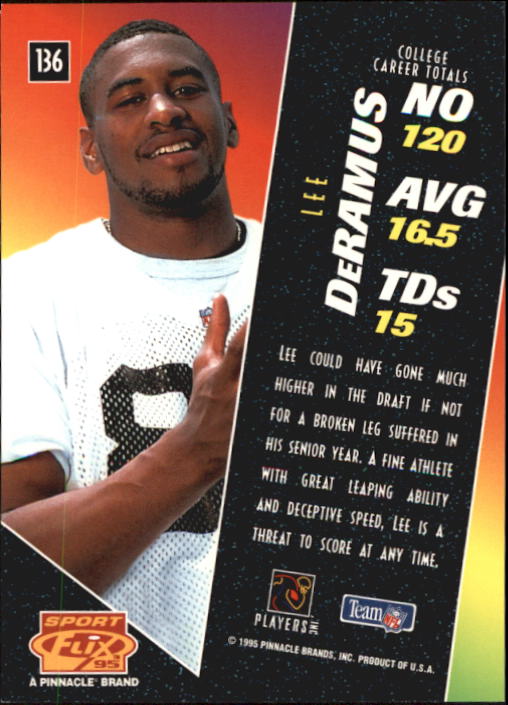 136
COLLEGE
CAREER TOTALS
LEE
DERAMUS
NO
120
AVG
16.5
TDS
15
LEE COULD HAVE GONE MUCH
HIGHER IN THE DRAFT IF NOT
FOR A BROKEN LEG SUFFERED IN
HIS SENIOR YEAR. A FINE ATHLETE
WITH GREAT LEAPING ABILITY
AND DECEPTIVE SPEED, LEE IS A
THREAT TO SCORE AT ANY TIME.
8
PLAYERS INC
Team NFL
© 1995 PINNACLE BRANDS, INC. PRODUCT OF U.S.A.
SPORT
FLIX
95
A PINNACLE® BRAND